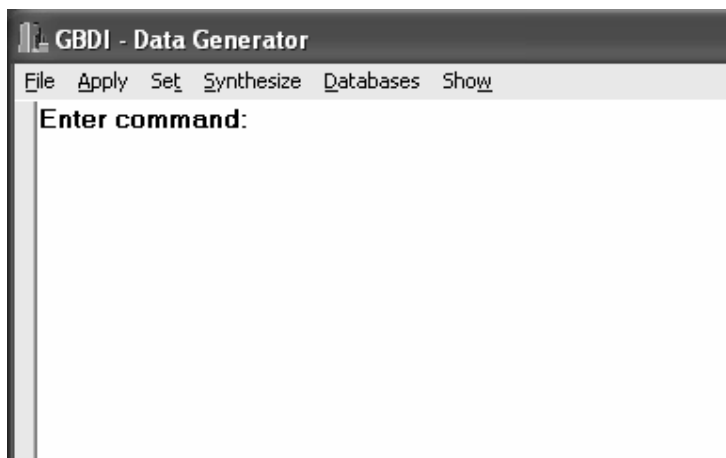 GBDI - Data Generator
File Apply Set Synthesize Databases Show
Enter command: